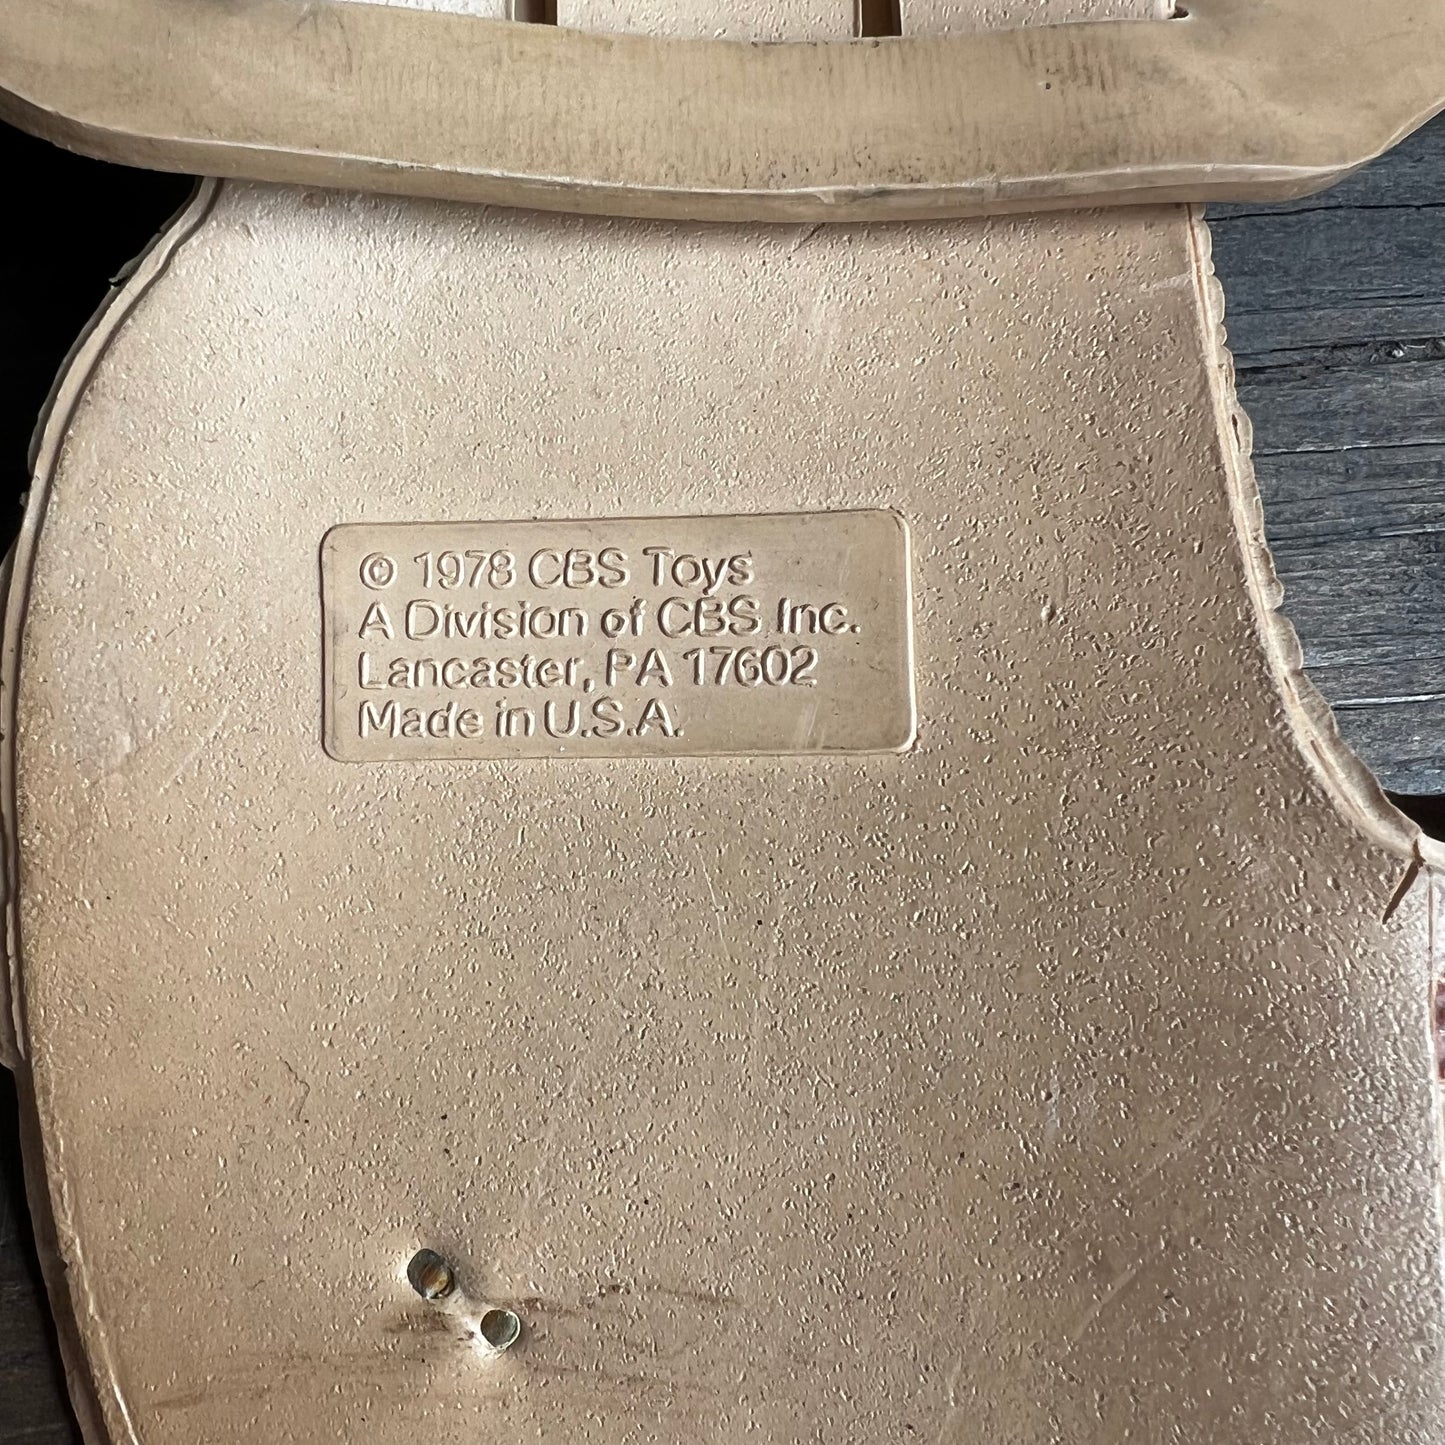 © 1978 CBS Toys
A Division of CBS Inc.
Lancaster, PA 17602
Made in U.S.A.